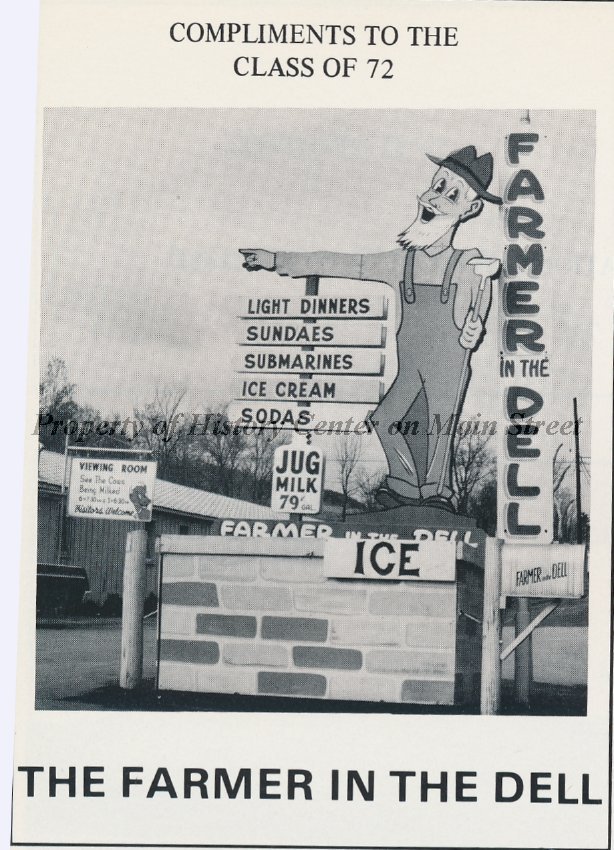 COMPLIMENTS TO THE
CLASS OF 72
FARMER
IN THE
DELL
LIGHT DINNERS
SUNDAES
SUBMARINES
ICE CREAM
SODAS
Property of History Center on Main Street
VIEWING ROOM
See The Cows
Being Milked
Visitors Welcome
JUG
MILK
79¢ GAL.
FARMER IN THE DELL
ICE
FARMER in the DELL
THE FARMER IN THE DELL